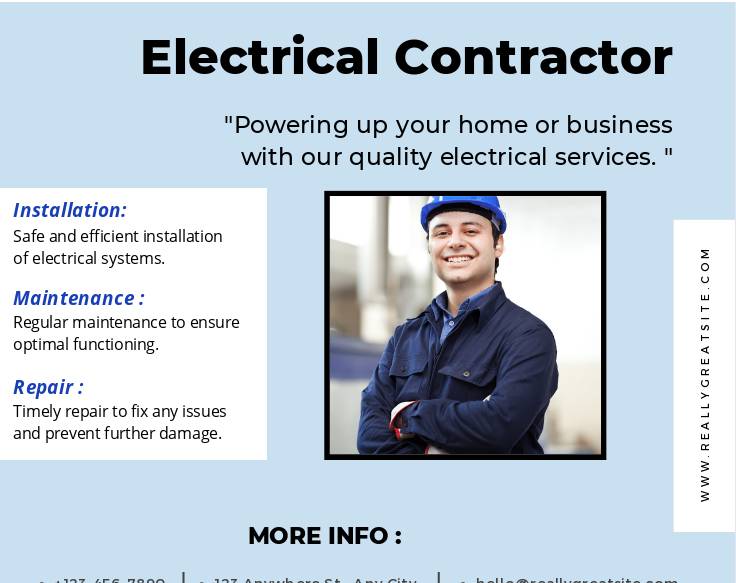 Electrical Contractor
"Powering up your home or business
with our quality electrical services. "
Installation:
Safe and efficient installation
of electrical systems.
Maintenance :
Regular maintenance to ensure
optimal functioning.
Repair :
Timely repair to fix any issues
and prevent further damage.
WWW.REALLYGREATSITE.COM
MORE INFO :
+123-456-7890 | 123 Anywhere St., Any City | hello@reallygreatsite.com